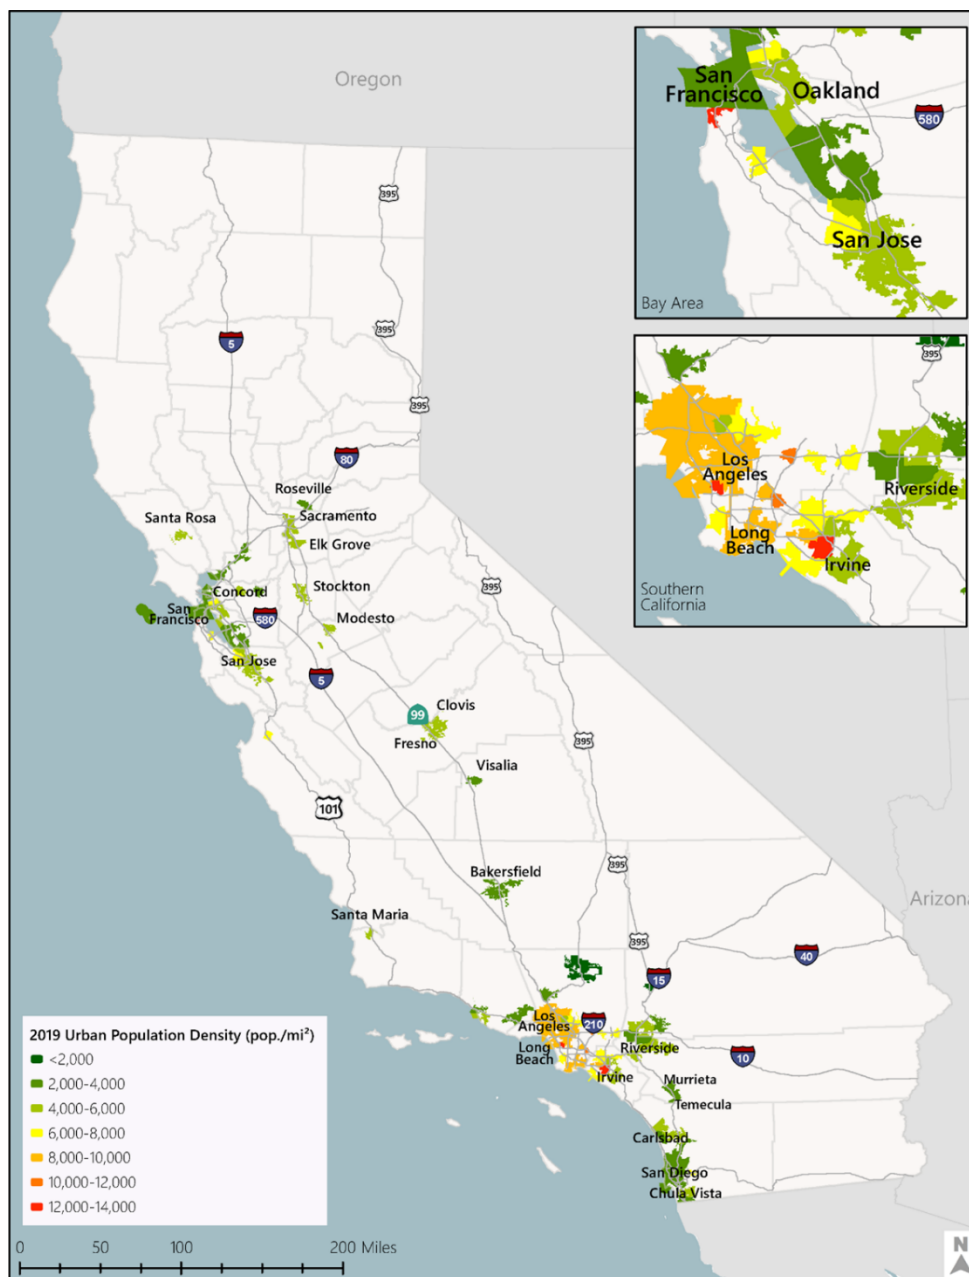 Oregon
395
395
5
395
80
Roseville
Santa Rosa
Sacramento
Elk Grove
395
Concord
Stockton
San
Francisco
580
Modesto
San Jose
5
99
Clovis
Fresno
395
Visalia
101
Bakersfield
395
Santa Maria
Arizona
395
40
15
Los
Angeles
210
Long
Beach
Riverside
10
Irvine
Murrieta
Temecula
Carlsbad
San Diego
Chula Vista
San
Francisco
Oakland
580
San Jose
Bay Area
395
Los
Angeles
Riverside
Long
Beach
Irvine
Southern
California
2019 Urban Population Density (pop./mi²)
<2,000
2,000-4,000
4,000-6,000
6,000-8,000
8,000-10,000
10,000-12,000
12,000-14,000
0 50 100 200 Miles
N